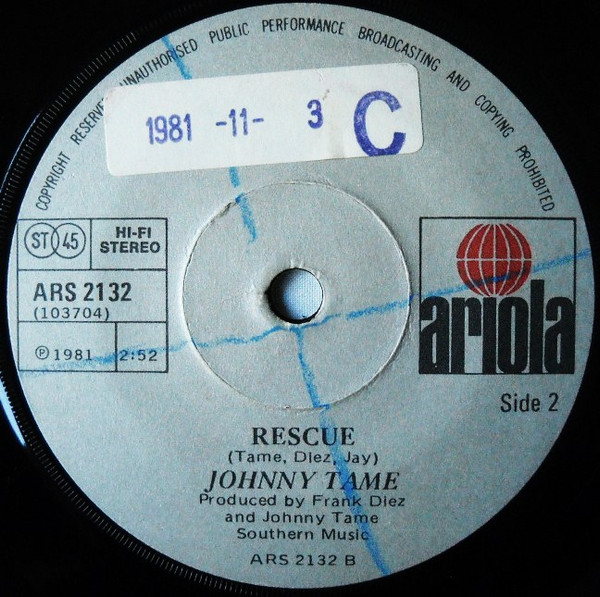 COPYRIGHT RESERVE UNAUTHORISED PUBLIC PERFORMANCE BROADCASTING AND COPYING PROHIBITED
1981 -11- 3 C
ST 45
HI-FI
STEREO
ARS 2132
(103704)
℗ 1981
2:52
ariola
Side 2
RESCUE
(Tame, Diez, Jay)
JOHNNY TAME
Produced by Frank Diez
and Johnny Tame
Southern Music
ARS 2132 B